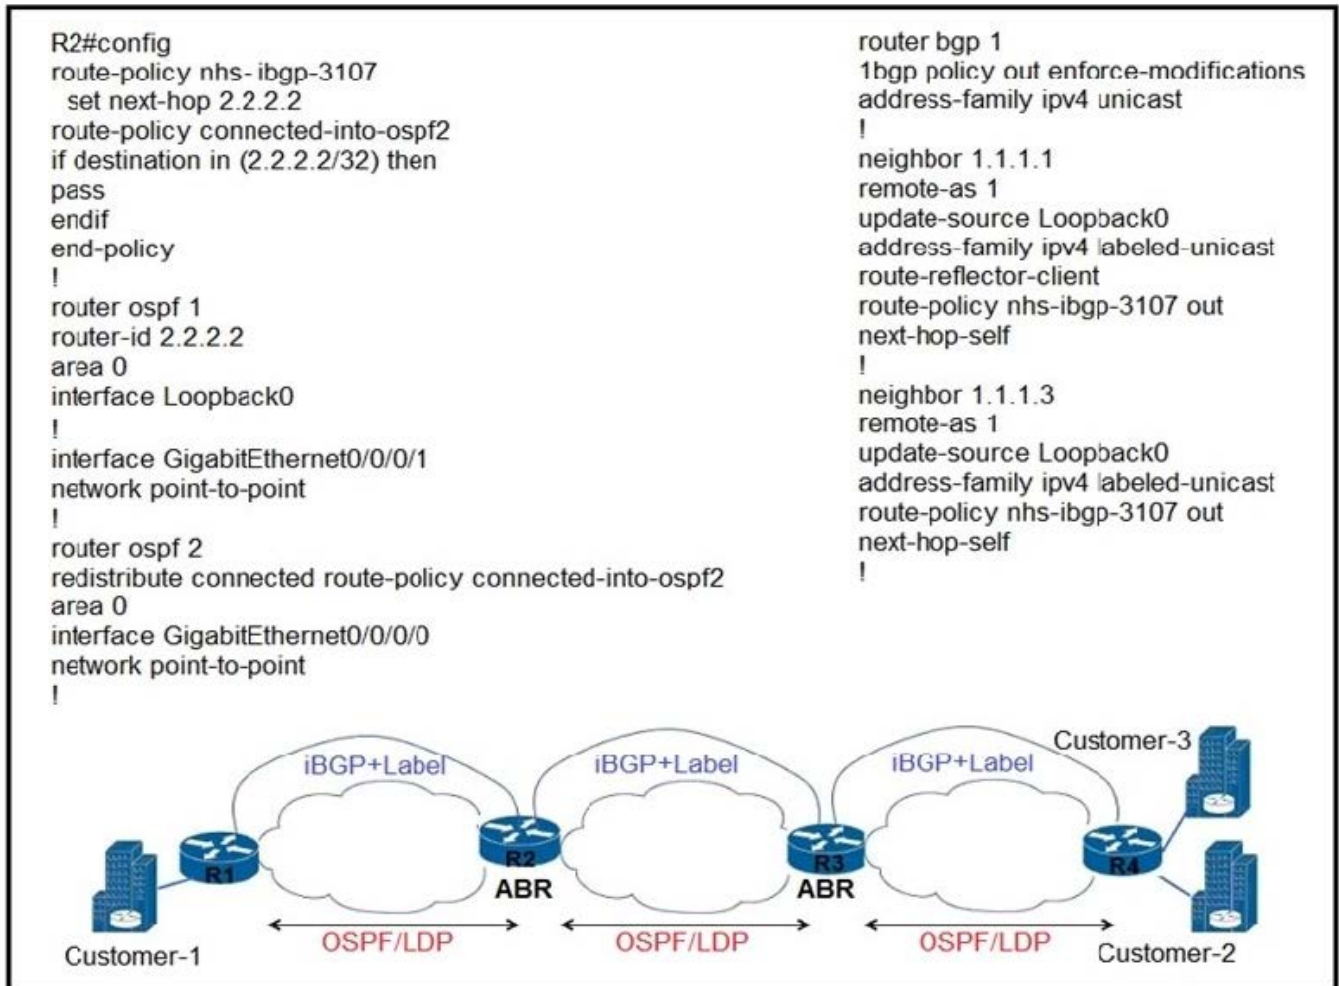 R2#config
route-policy nhs-ibgp-3107
set next-hop 2.2.2.2
route-policy connected-into-ospf2
if destination in (2.2.2.2/32) then
pass
endif
end-policy
!
router ospf 1
router-id 2.2.2.2
area 0
interface Loopback0
!
interface GigabitEthernet0/0/0/1
network point-to-point
!
router ospf 2
redistribute connected route-policy connected-into-ospf2
area 0
interface GigabitEthernet0/0/0/0
network point-to-point
!
router bgp 1
1bgp policy out enforce-modifications
address-family ipv4 unicast
!
neighbor 1.1.1.1
remote-as 1
update-source Loopback0
address-family ipv4 labeled-unicast
route-reflector-client
route-policy nhs-ibgp-3107 out
next-hop-self
!
neighbor 1.1.1.3
remote-as 1
update-source Loopback0
address-family ipv4 labeled-unicast
route-policy nhs-ibgp-3107 out
next-hop-self
!
iBGP+Label
iBGP+Label
iBGP+Label
Customer-3
R1
R2
R3
R4
ABR
ABR
OSPF/LDP
OSPF/LDP
OSPF/LDP
Customer-1
Customer-2